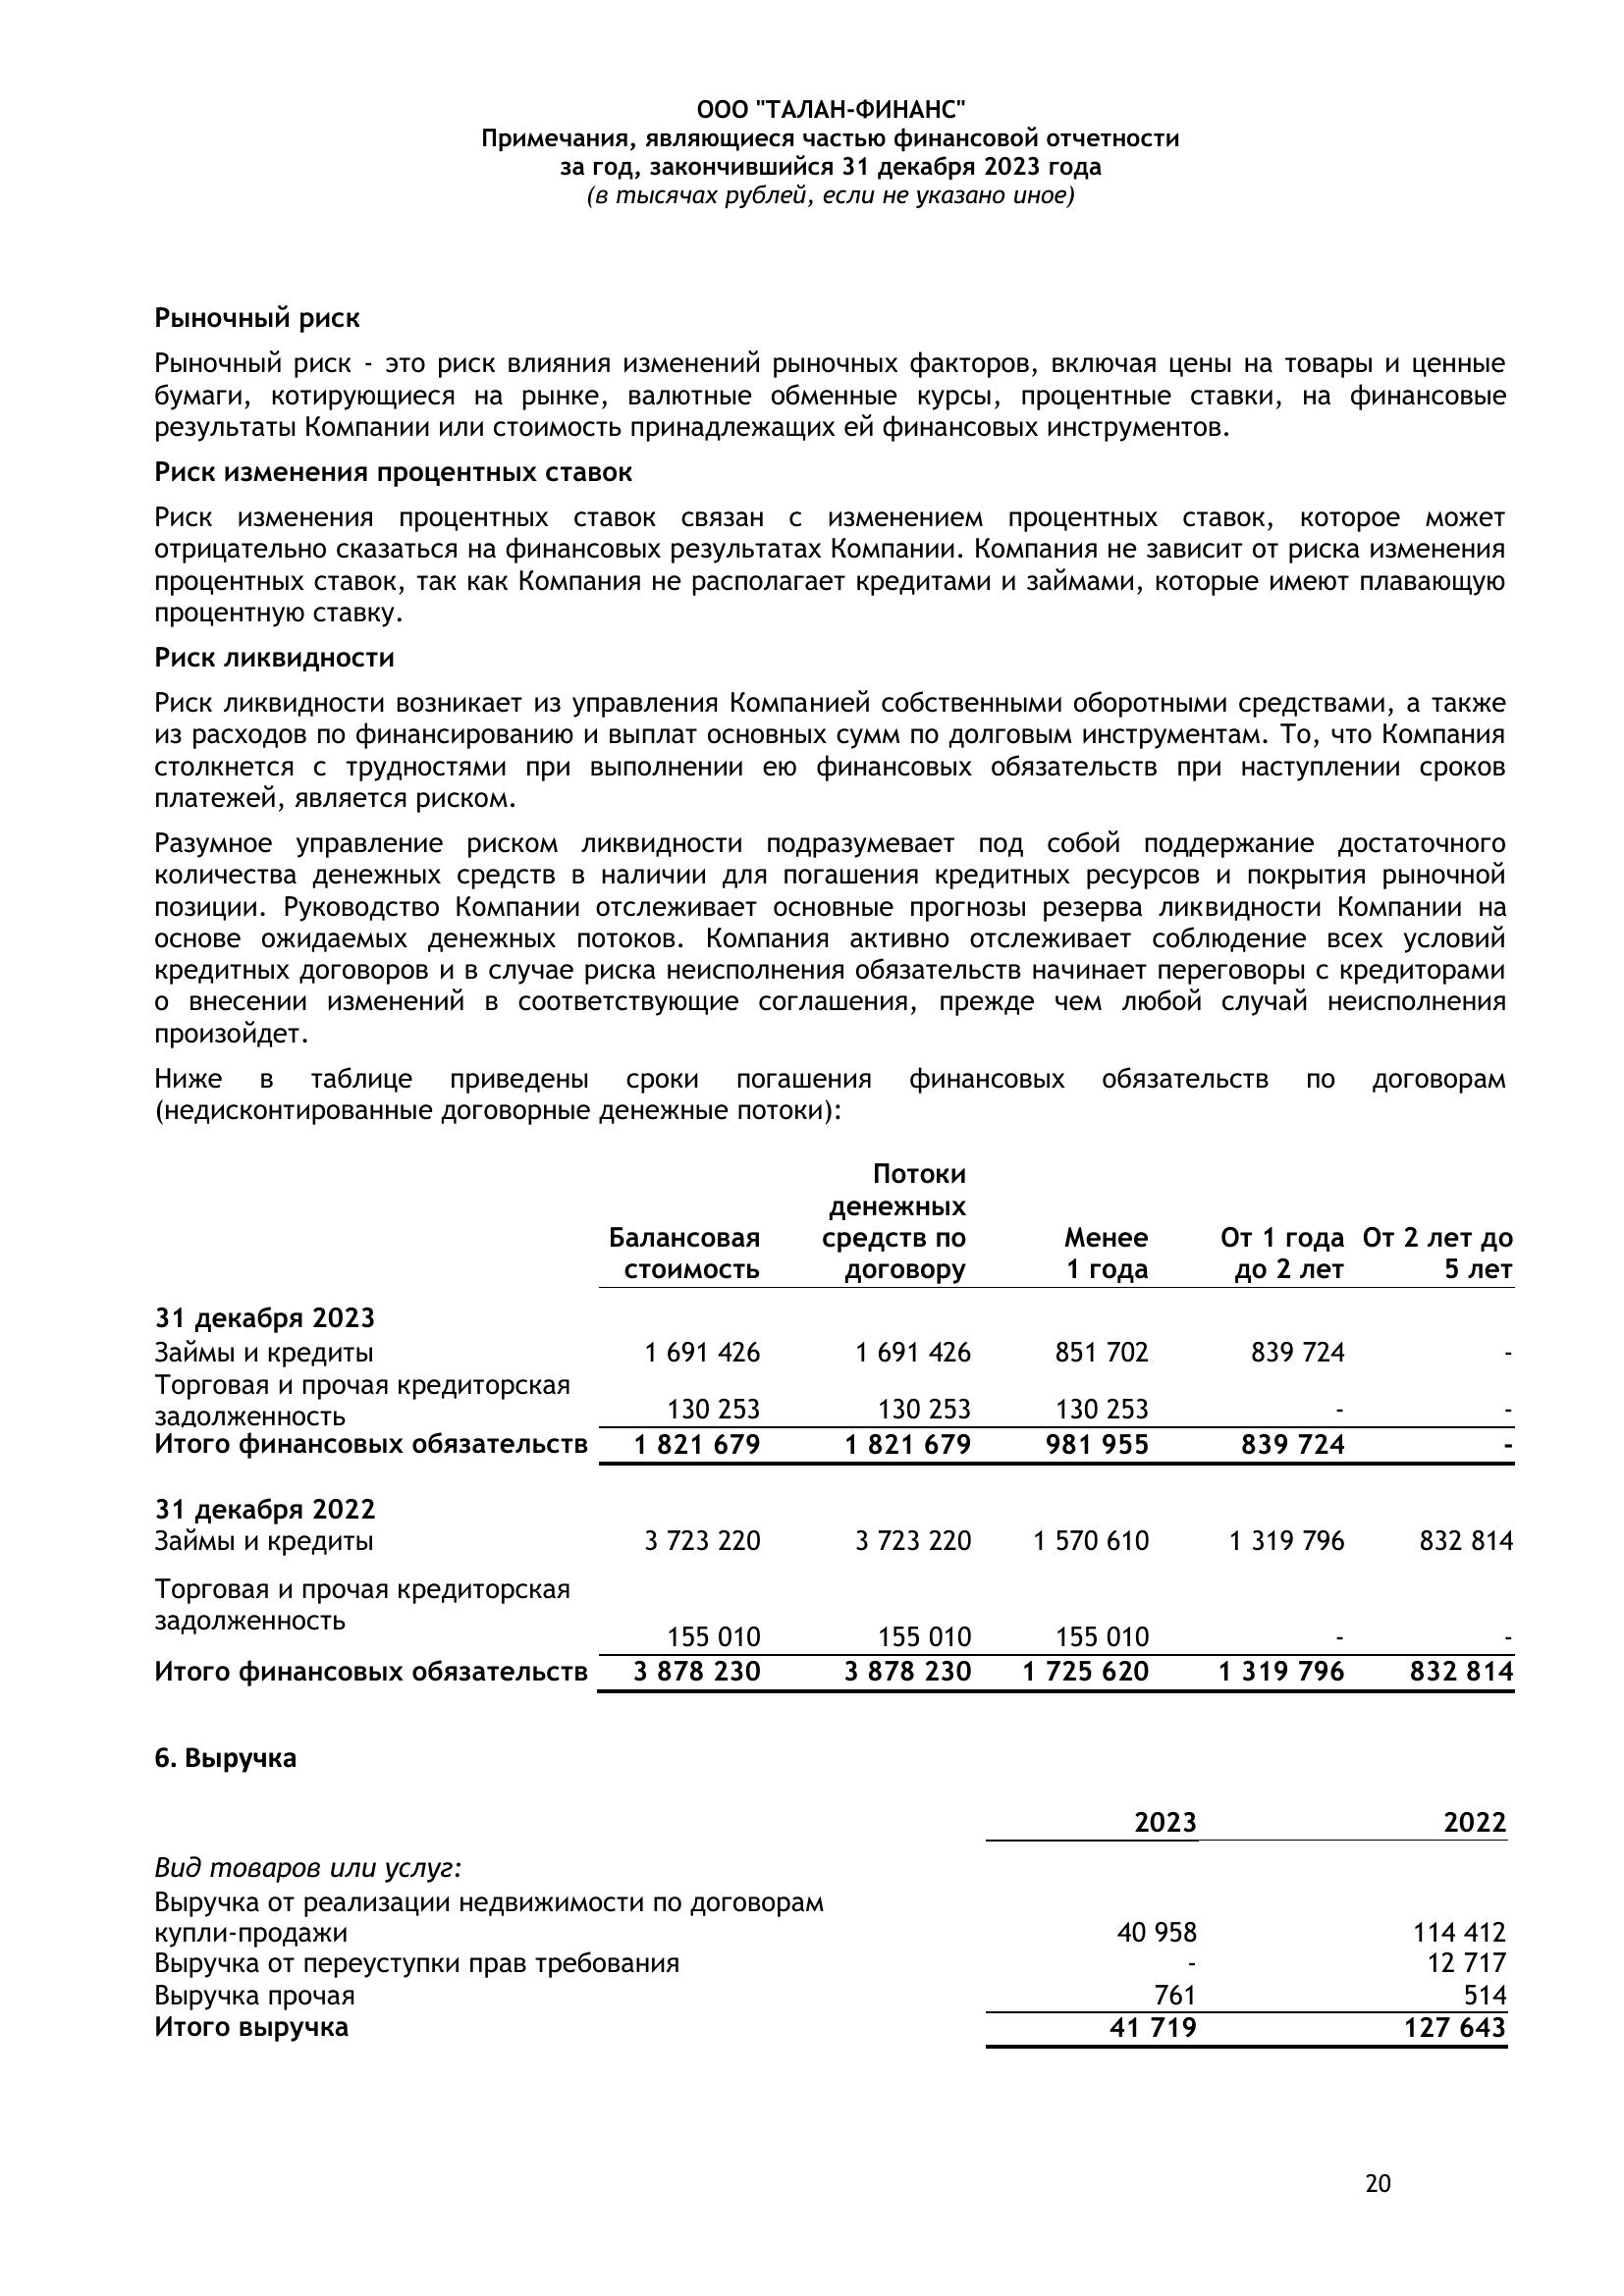 ООО "ТАЛАН-ФИНАНС"
Примечания, являющиеся частью финансовой отчетности
за год, закончившийся 31 декабря 2023 года
(в тысячах рублей, если не указано иное)
Рыночный риск
Рыночный риск - это риск влияния изменений рыночных факторов, включая цены на товары и ценные
бумаги, котирующиеся на рынке, валютные обменные курсы, процентные ставки, на финансовые
результаты Компании или стоимость принадлежащих ей финансовых инструментов.
Риск изменения процентных ставок
Риск изменения процентных ставок связан с изменением процентных ставок, которое может
отрицательно сказаться на финансовых результатах Компании. Компания не зависит от риска изменения
процентных ставок, так как Компания не располагает кредитами и займами, которые имеют плавающую
процентную ставку.
Риск ликвидности
Риск ликвидности возникает из управления Компанией собственными оборотными средствами, а также
из расходов по финансированию и выплат основных сумм по долговым инструментам. То, что Компания
столкнется с трудностями при выполнении ею финансовых обязательств при наступлении сроков
платежей, является риском.
Разумное управление риском ликвидности подразумевает под собой поддержание достаточного
количества денежных средств в наличии для погашения кредитных ресурсов и покрытия рыночной
позиции. Руководство Компании отслеживает основные прогнозы резерва ликвидности Компании на
основе ожидаемых денежных потоков. Компания активно отслеживает соблюдение всех условий
кредитных договоров и в случае риска неисполнения обязательств начинает переговоры с кредиторами
о внесении изменений в соответствующие соглашения, прежде чем любой случай неисполнения
произойдет.
Ниже в таблице приведены сроки погашения финансовых обязательств по договорам
(недисконтированные договорные денежные потоки):
Потоки
денежных
Балансовая средств по Менее От 1 года От 2 лет до
стоимость договору 1 года до 2 лет 5 лет
31 декабря 2023
Займы и кредиты 1 691 426 1 691 426 851 702 839 724 -
Торговая и прочая кредиторская
задолженность 130 253 130 253 130 253 - -
Итого финансовых обязательств 1 821 679 1 821 679 981 955 839 724 -
31 декабря 2022
Займы и кредиты 3 723 220 3 723 220 1 570 610 1 319 796 832 814
Торговая и прочая кредиторская
задолженность 155 010 155 010 155 010 - -
Итого финансовых обязательств 3 878 230 3 878 230 1 725 620 1 319 796 832 814
6. Выручка
2023 2022
Вид товаров или услуг:
Выручка от реализации недвижимости по договорам
купли-продажи 40 958 114 412
Выручка от переуступки прав требования - 12 717
Выручка прочая 761 514
Итого выручка 41 719 127 643
20